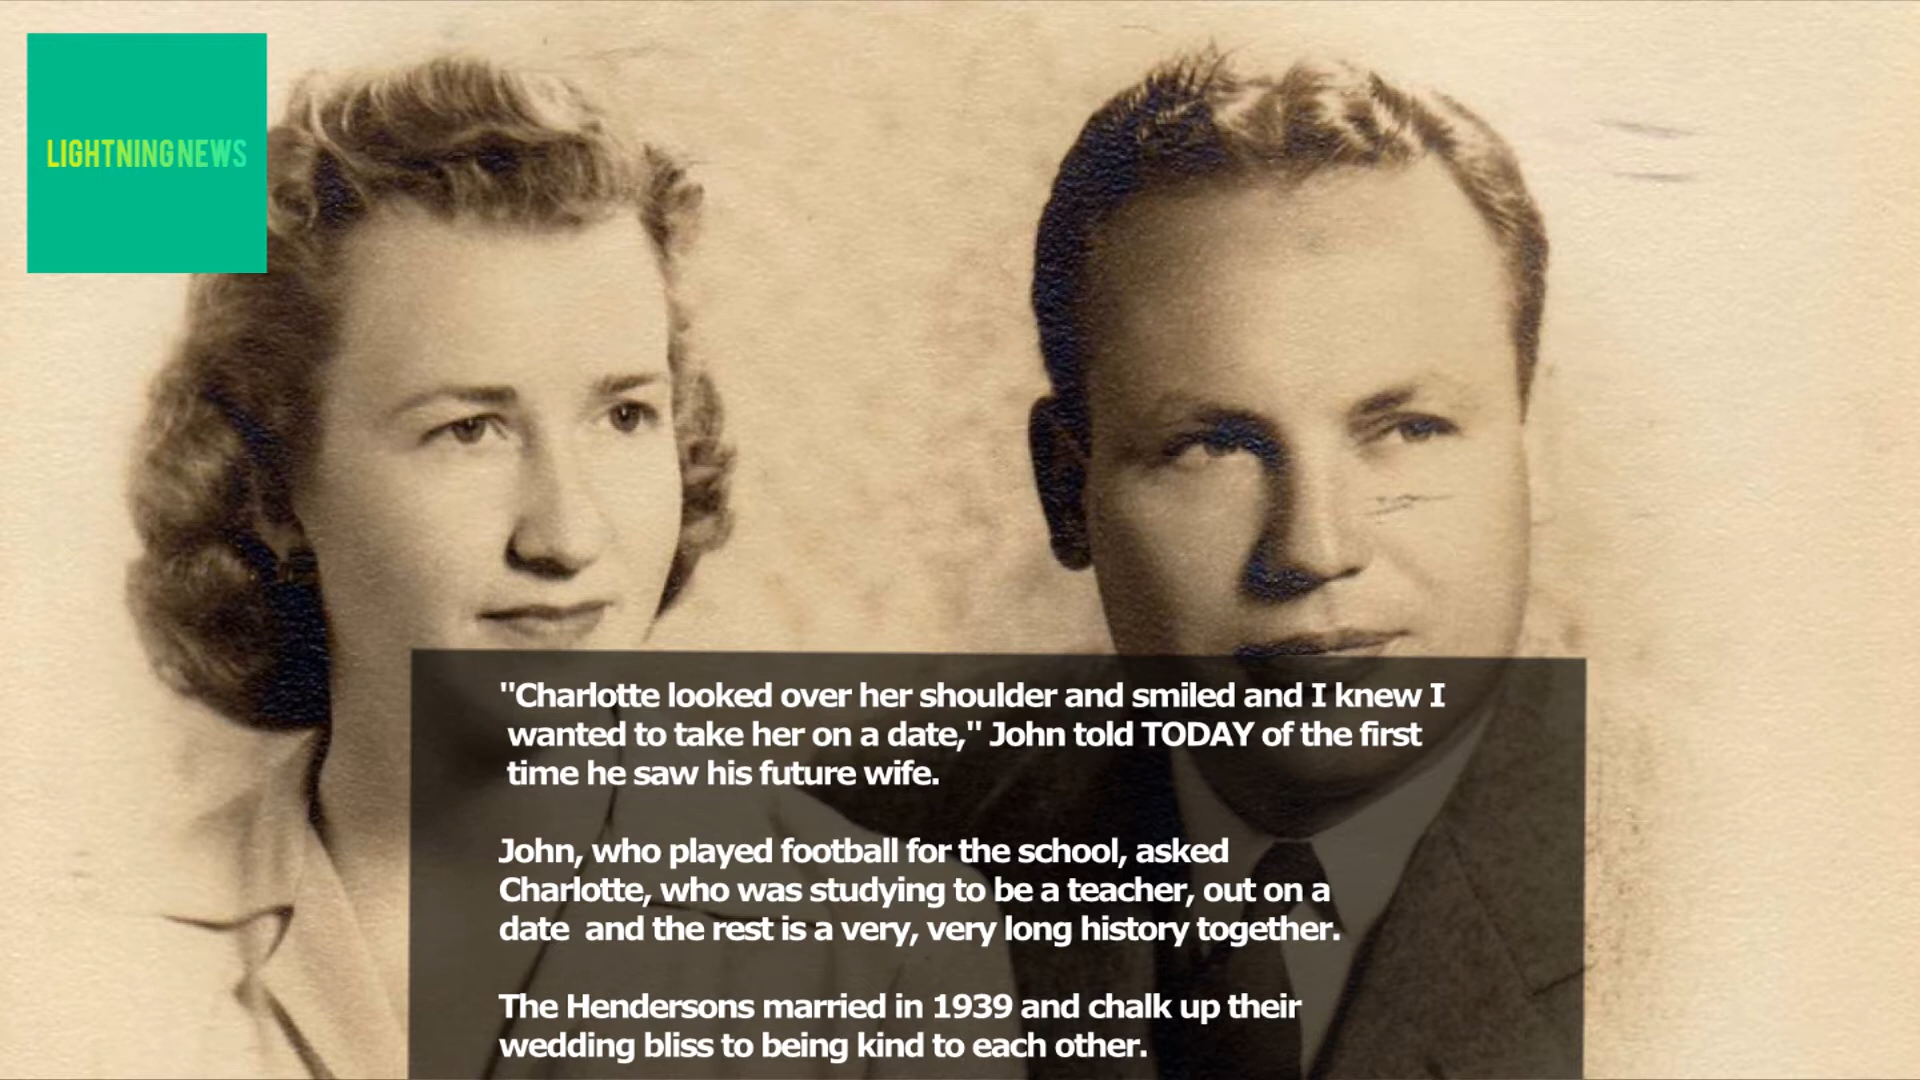 LIGHTNING NEWS
"Charlotte looked over her shoulder and smiled and I knew I
wanted to take her on a date," John told TODAY of the first
time he saw his future wife.
John, who played football for the school, asked
Charlotte, who was studying to be a teacher, out on a
date  and the rest is a very, very long history together.
The Hendersons married in 1939 and chalk up their
wedding bliss to being kind to each other.